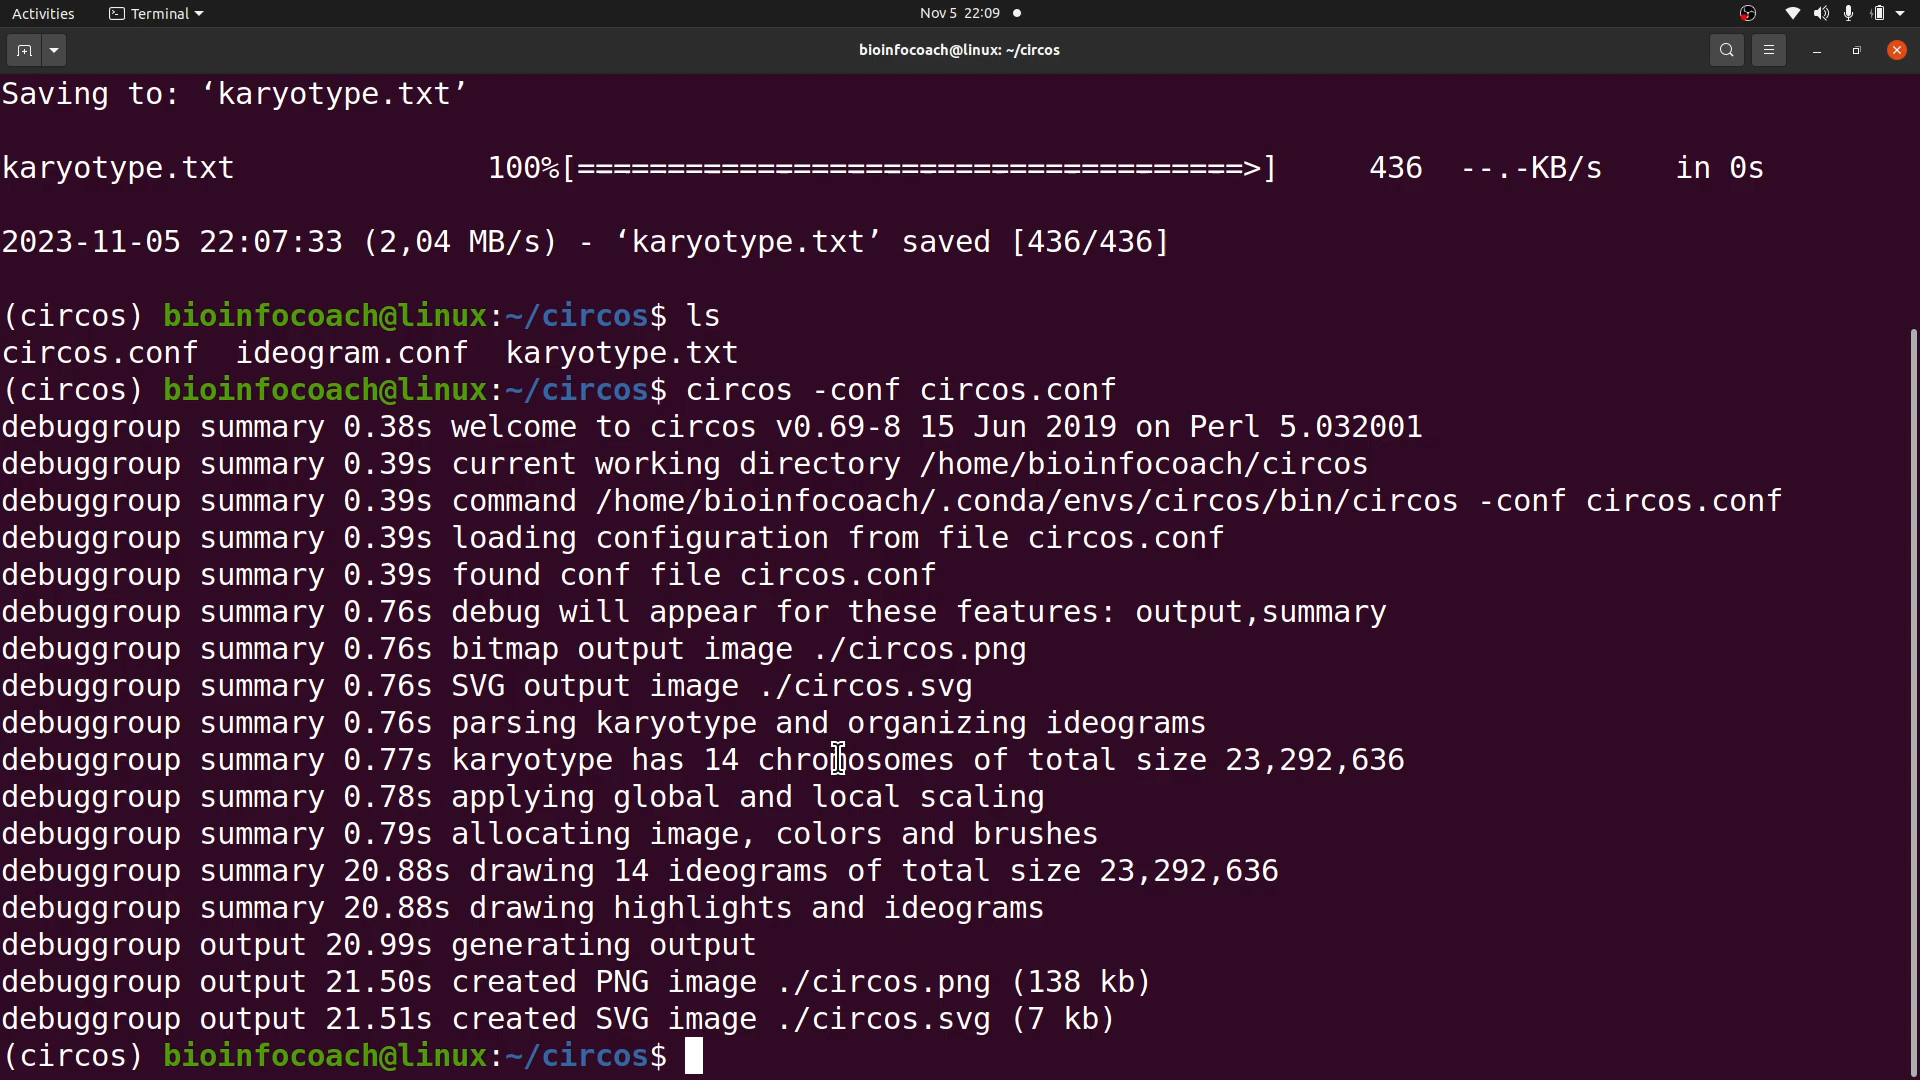 Activities Terminal Nov 5 22:09
bioinfocoach@linux: ~/circos
Saving to: ‘karyotype.txt’
karyotype.txt 100%[=====================================>] 436 --.-KB/s in 0s
2023-11-05 22:07:33 (2,04 MB/s) - ‘karyotype.txt’ saved [436/436]
(circos) bioinfocoach@linux:~/circos$ ls
circos.conf ideogram.conf karyotype.txt
(circos) bioinfocoach@linux:~/circos$ circos -conf circos.conf
debuggroup summary 0.38s welcome to circos v0.69-8 15 Jun 2019 on Perl 5.032001
debuggroup summary 0.39s current working directory /home/bioinfocoach/circos
debuggroup summary 0.39s command /home/bioinfocoach/.conda/envs/circos/bin/circos -conf circos.conf
debuggroup summary 0.39s loading configuration from file circos.conf
debuggroup summary 0.39s found conf file circos.conf
debuggroup summary 0.76s debug will appear for these features: output,summary
debuggroup summary 0.76s bitmap output image ./circos.png
debuggroup summary 0.76s SVG output image ./circos.svg
debuggroup summary 0.76s parsing karyotype and organizing ideograms
debuggroup summary 0.77s karyotype has 14 chromosomes of total size 23,292,636
debuggroup summary 0.78s applying global and local scaling
debuggroup summary 0.79s allocating image, colors and brushes
debuggroup summary 20.88s drawing 14 ideograms of total size 23,292,636
debuggroup summary 20.88s drawing highlights and ideograms
debuggroup output 20.99s generating output
debuggroup output 21.50s created PNG image ./circos.png (138 kb)
debuggroup output 21.51s created SVG image ./circos.svg (7 kb)
(circos) bioinfocoach@linux:~/circos$